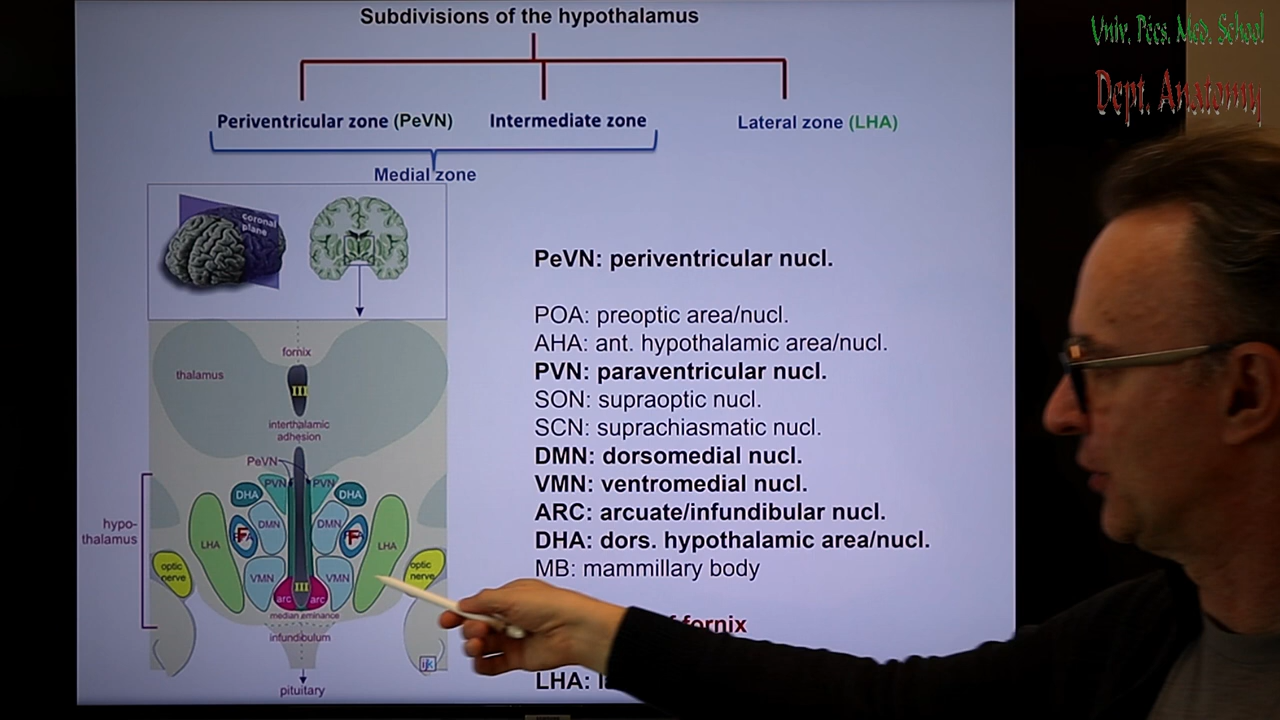 Subdivisions of the hypothalamus
Univ. Pécs. Med. School
Dept. Anatomy
Periventricular zone (PeVN)
Intermediate zone
Lateral zone (LHA)
Medial zone
coronal
plane
PeVN: periventricular nucl.
POA: preoptic area/nucl.
AHA: ant. hypothalamic area/nucl.
PVN: paraventricular nucl.
SON: supraoptic nucl.
SCN: suprachiasmatic nucl.
DMN: dorsomedial nucl.
VMN: ventromedial nucl.
ARC: arcuate/infundibular nucl.
DHA: dors. hypothalamic area/nucl.
MB: mammillary body
fornix
LHA:
fornix
thalamus
III
interthalamic
adhesion
PeVN
PVN
PVN
DHA
DHA
hypo-
thalamus
LHA
F
DMN
DMN
F
LHA
optic
nerve
VMN
III
VMN
optic
nerve
arc
arc
median eminance
infundibulum
pituitary